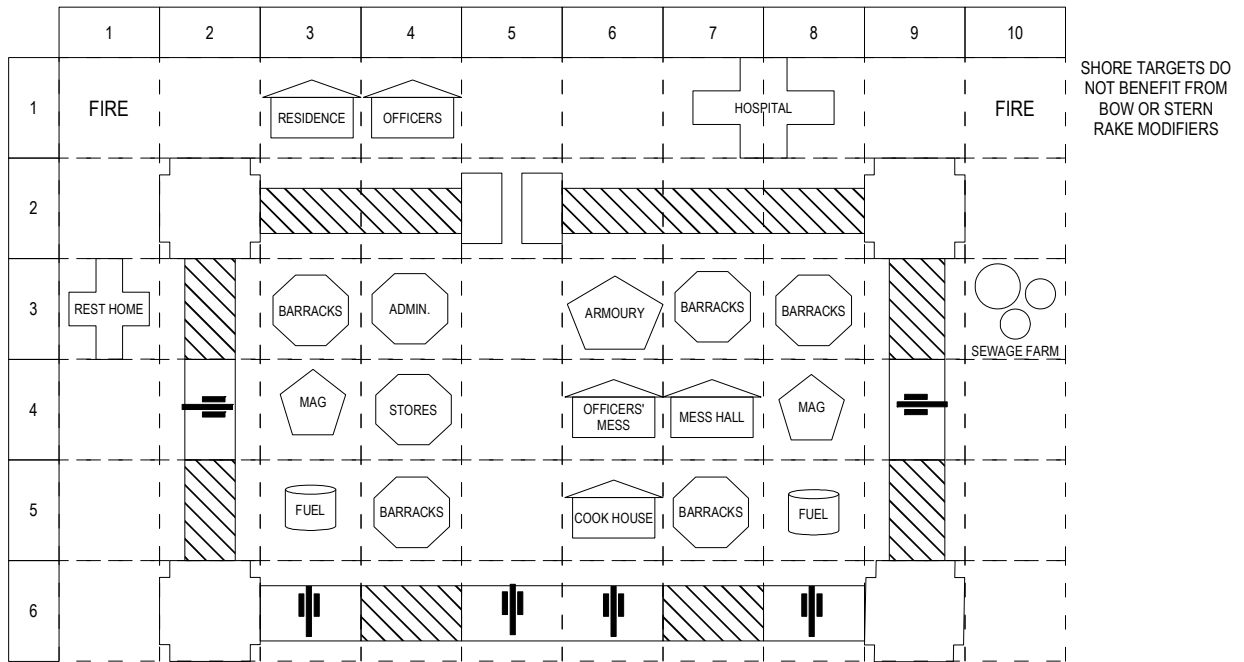 1 2 3 4 5 6 7 8 9 10
SHORE TARGETS DO
NOT BENEFIT FROM
BOW OR STERN
RAKE MODIFIERS
1
FIRE
RESIDENCE
OFFICERS
HOSPITAL
FIRE
2
3
REST HOME
BARRACKS
ADMIN.
ARMOURY
BARRACKS
BARRACKS
SEWAGE FARM
4
MAG
STORES
OFFICERS'
MESS
MESS HALL
MAG
5
FUEL
BARRACKS
COOK HOUSE
BARRACKS
FUEL
6